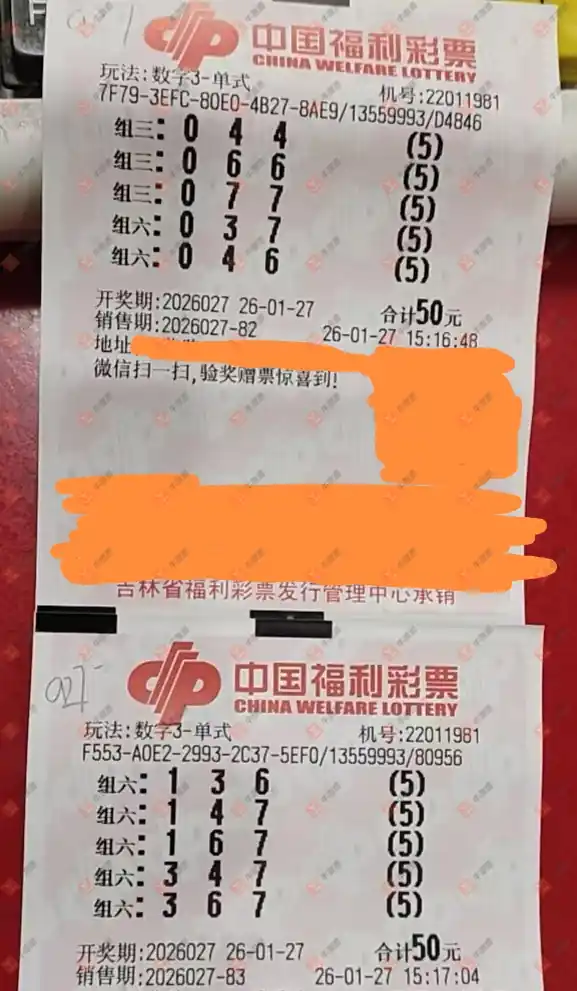 中国福利彩票
CHINA WELFARE LOTTERY
玩法:数字3-单式 机号:22011981
7F79-3EFC-80E0-4B27-8AE9/13559993/D4846
组三: 0 4 4 (5)
组三: 0 6 6 (5)
组三: 0 7 7 (5)
组六: 0 3 7 (5)
组六: 0 4 6 (5)
开奖期:2026027 26-01-27 合计50元
销售期:2026027-82 26-01-27 15:16:48
地址
微信扫一扫,验奖赠票惊喜到!
吉林省福利彩票发行管理中心承销
027
中国福利彩票
CHINA WELFARE LOTTERY
玩法:数字3-单式 机号:22011981
F553-A0E2-2993-2C37-5EF0/13559993/80956
组六: 1 3 6 (5)
组六: 1 4 7 (5)
组六: 1 6 7 (5)
组六: 3 4 7 (5)
组六: 3 6 7 (5)
开奖期:2026027 26-01-27 合计50元
销售期:2026027-83 26-01-27 15:17:04